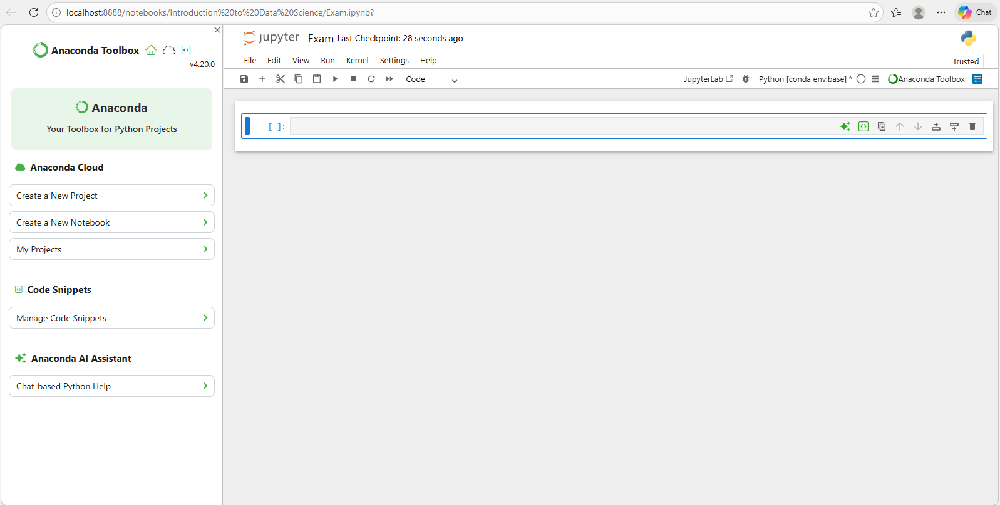 localhost:8888/notebooks/Introduction%20to%20Data%20Science/Exam.ipynb?
Chat
Anaconda Toolbox
v4.20.0
Anaconda
Your Toolbox for Python Projects
Anaconda Cloud
Create a New Project
Create a New Notebook
My Projects
Code Snippets
Manage Code Snippets
Anaconda AI Assistant
Chat-based Python Help
jupyter Exam Last Checkpoint: 28 seconds ago
File Edit View Run Kernel Settings Help
Trusted
Code JupyterLab Python [conda env:base] * Anaconda Toolbox
[ ]: